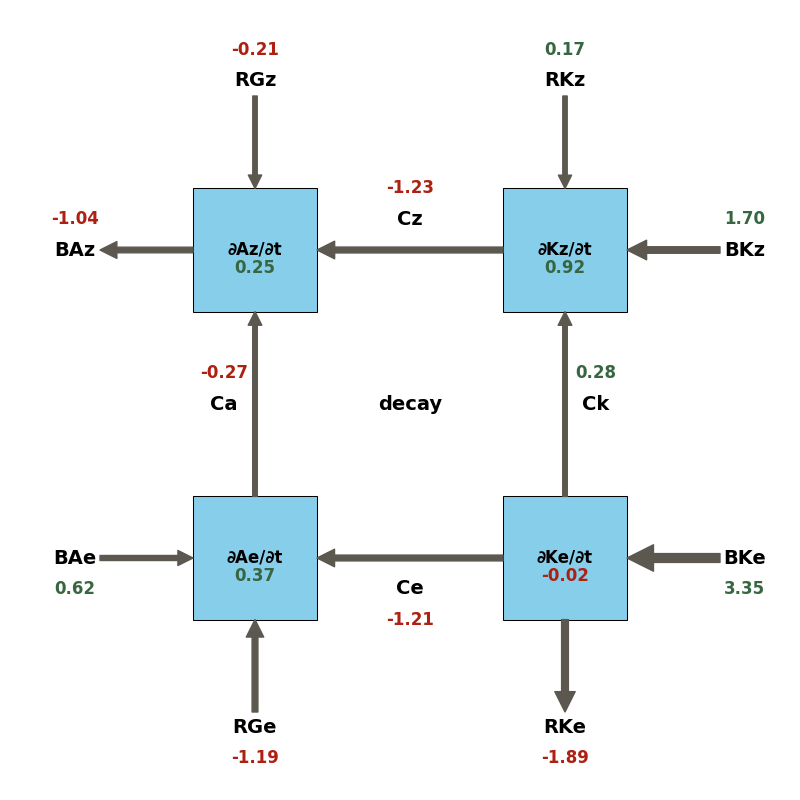 -0.21
RGz
0.17
RKz
-1.04
BAz
∂Az/∂t
0.25
-1.23
Cz
∂Kz/∂t
0.92
1.70
BKz
-0.27
Ca
decay
0.28
Ck
BAe
0.62
∂Ae/∂t
0.37
Ce
-1.21
∂Ke/∂t
-0.02
BKe
3.35
RGe
-1.19
RKe
-1.89